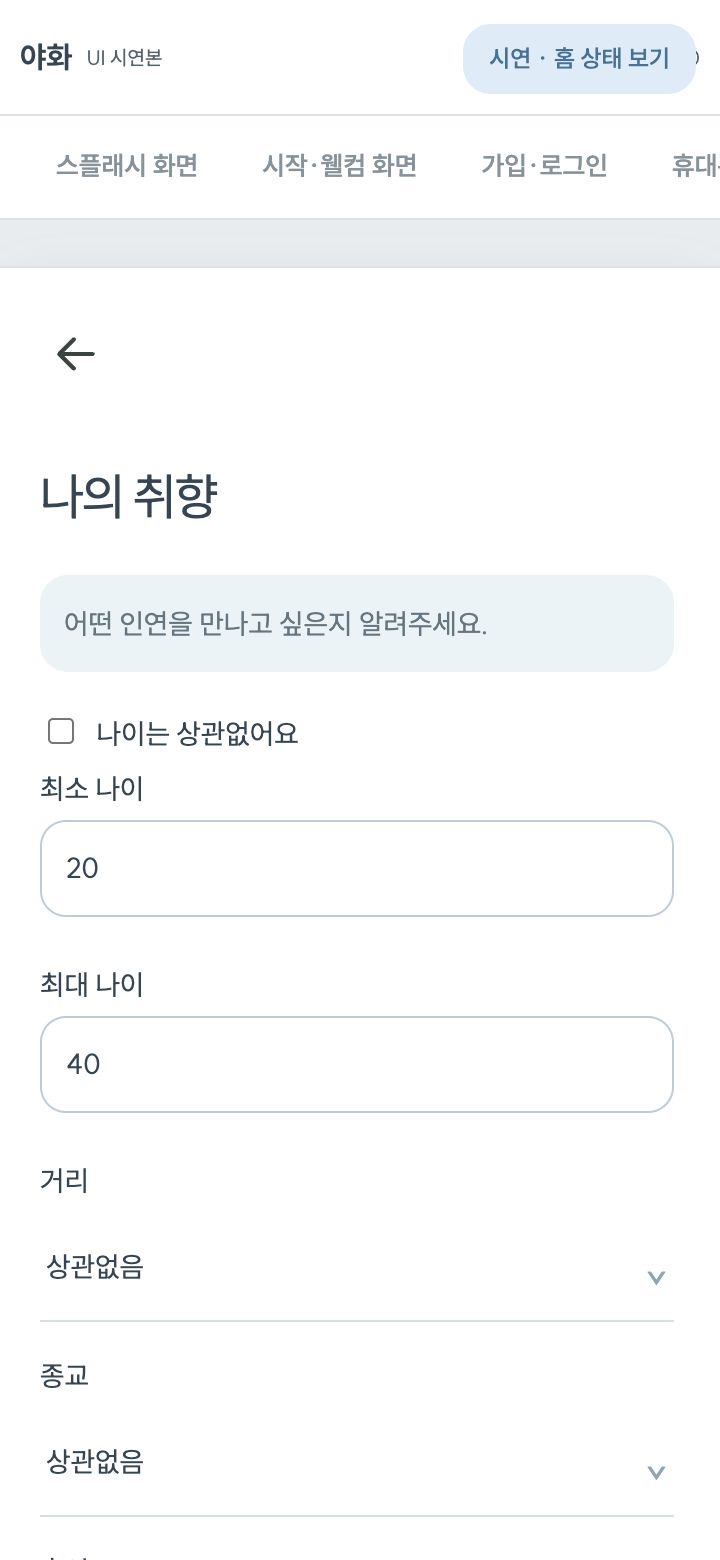 야화 UI 시연본
시연 · 홈 상태 보기
스플래시 화면 시작·웰컴 화면 가입·로그인 휴대
나의 취향
어떤 인연을 만나고 싶은지 알려주세요.
나이는 상관없어요
최소 나이
20
최대 나이
40
거리
상관없음
종교
상관없음